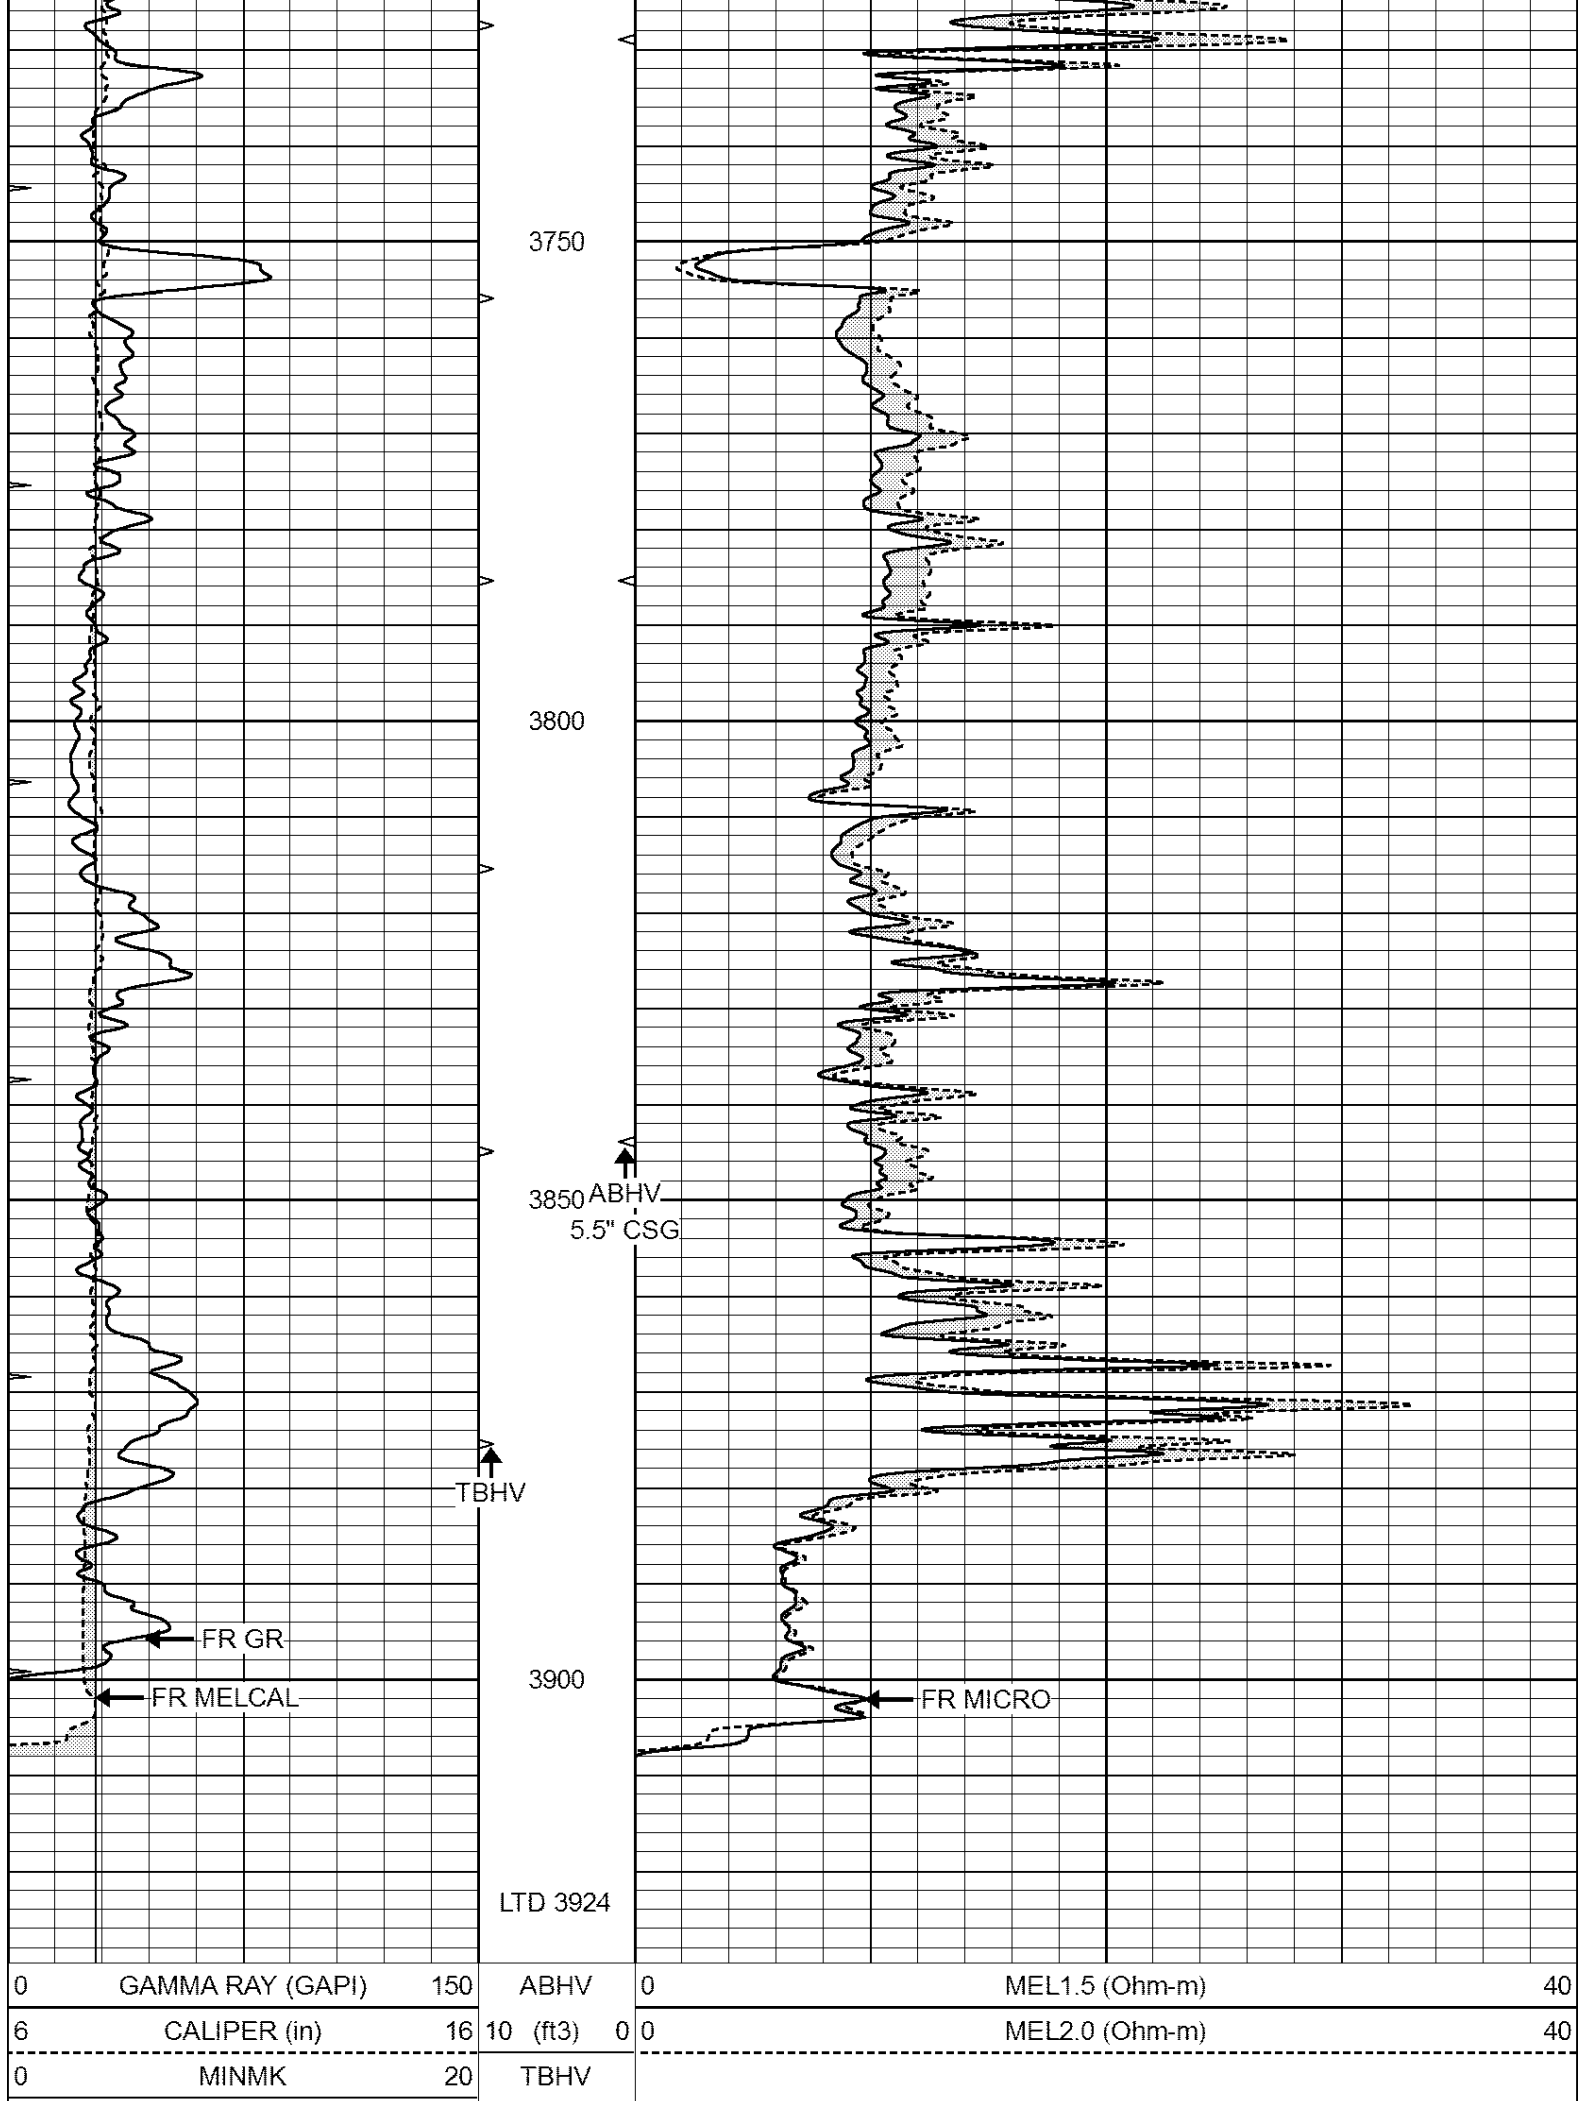 3750
3800
3850 ABHV
5.5" CSG
TBHV
FR GR
3900
FR MELCAL
FR MICRO
LTD 3924
0 GAMMA RAY (GAPI) 150 ABHV 0 MEL1.5 (Ohm-m) 40
6 CALIPER (in) 16 10 (ft3) 0 0 MEL2.0 (Ohm-m) 40
0 MINMK 20 TBHV